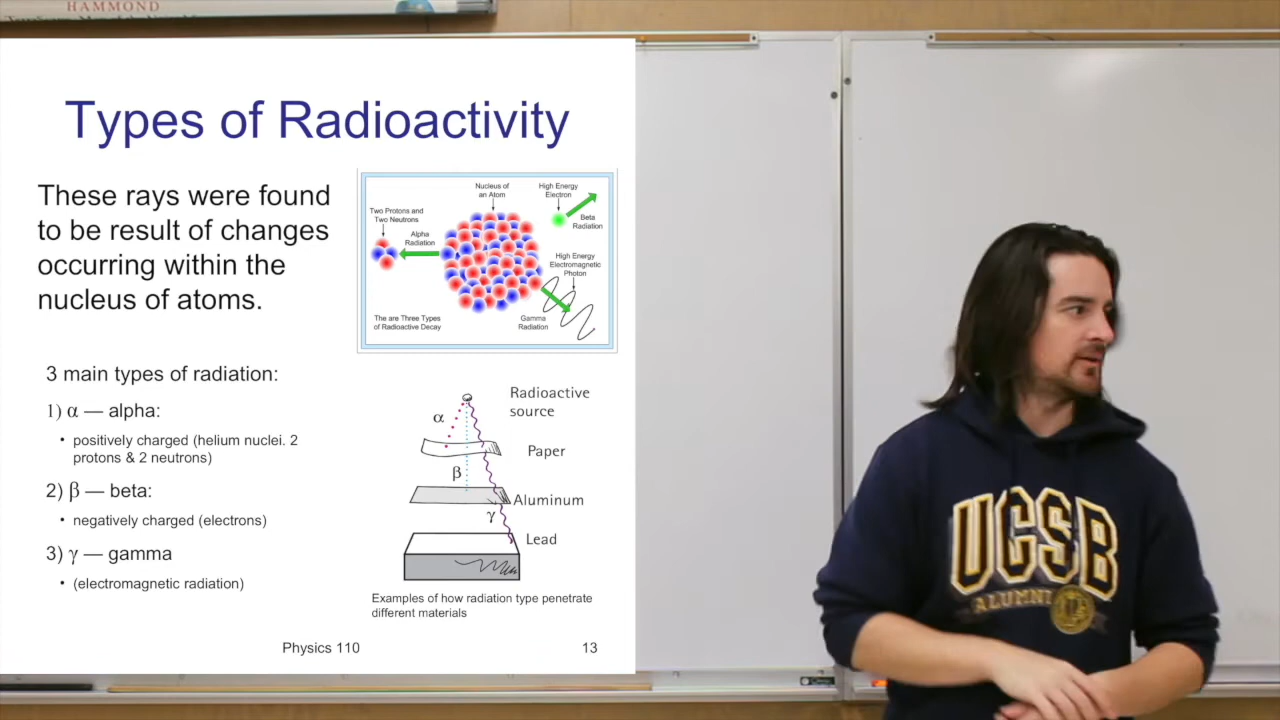 HAMMOND
Types of Radioactivity
These rays were found
to be result of changes
occurring within the
nucleus of atoms.
Nucleus of
an Atom
High Energy
Electron
Two Protons and
Two Neutrons
Beta
Radiation
Alpha
Radiation
High Energy
Electromagnetic
Photon
The are Three Types
of Radioactive Decay
Gamma
Radiation
3 main types of radiation:
1) α — alpha:
• positively charged (helium nuclei. 2
protons & 2 neutrons)
2) β — beta:
• negatively charged (electrons)
3) γ — gamma
• (electromagnetic radiation)
Radioactive
source
α
Paper
β
Aluminum
γ
Lead
Examples of how radiation type penetrate
different materials
Physics 110
13
UCSB
ALUMNI